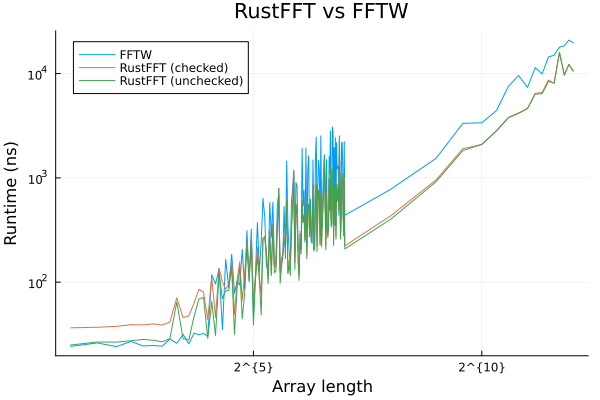 RustFFT vs FFTW
FFTW
RustFFT (checked)
RustFFT (unchecked)
Runtime (ns)
10^4
10^3
10^2
2^{5}
2^{10}
Array length